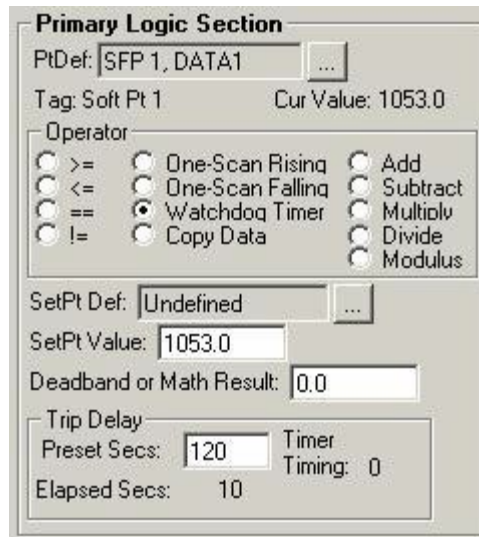 Primary Logic Section
PtDef: SFP 1, DATA1 ...
Tag: Soft Pt 1 Cur Value: 1053.0
Operator
>= One-Scan Rising Add
<= One-Scan Falling Subtract
== Watchdog Timer Multiply
!= Copy Data Divide
Modulus
SetPt Def: Undefined ...
SetPt Value: 1053.0
Deadband or Math Result: 0.0
Trip Delay
Preset Secs: 120 Timer
Timing: 0
Elapsed Secs: 10